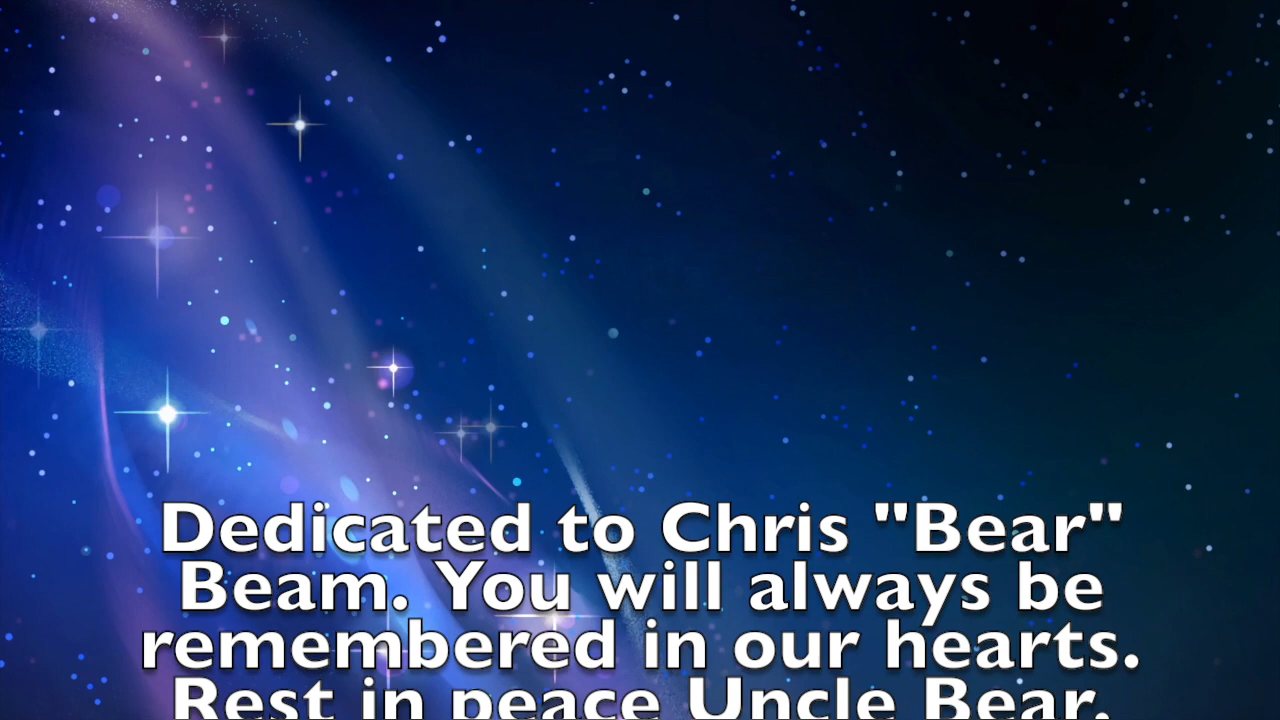 Dedicated to Chris "Bear"
Beam. You will always be
remembered in our hearts.
Rest in peace Uncle Bear.